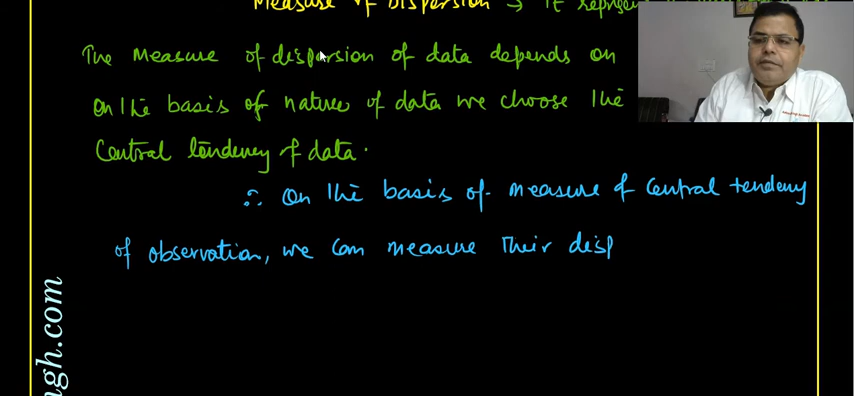 Measure of Dispersion → It
The Measure of dispersion of data depends on
on the basis of nature of data we choose the
Central tendency of data.
∴ On the basis of measure of Central tendency
of observation, we can measure their disp
ngh.com